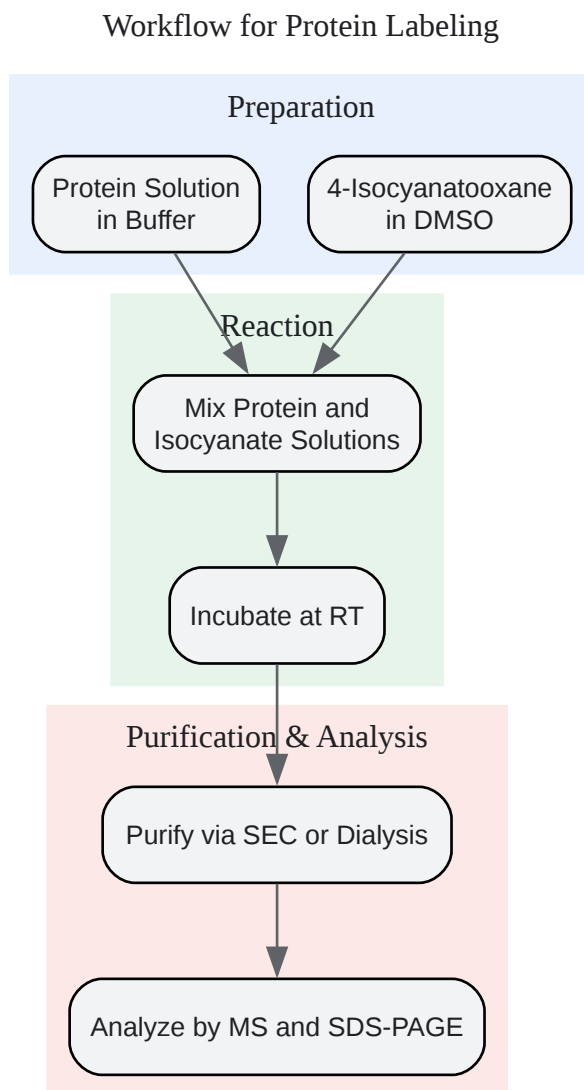 Workflow for Protein Labeling
Preparation
Protein Solution
in Buffer
4-Isocyanatooxane
in DMSO
Reaction
Mix Protein and
Isocyanate Solutions
Incubate at RT
Purification & Analysis
Purify via SEC or Dialysis
Analyze by MS and SDS-PAGE